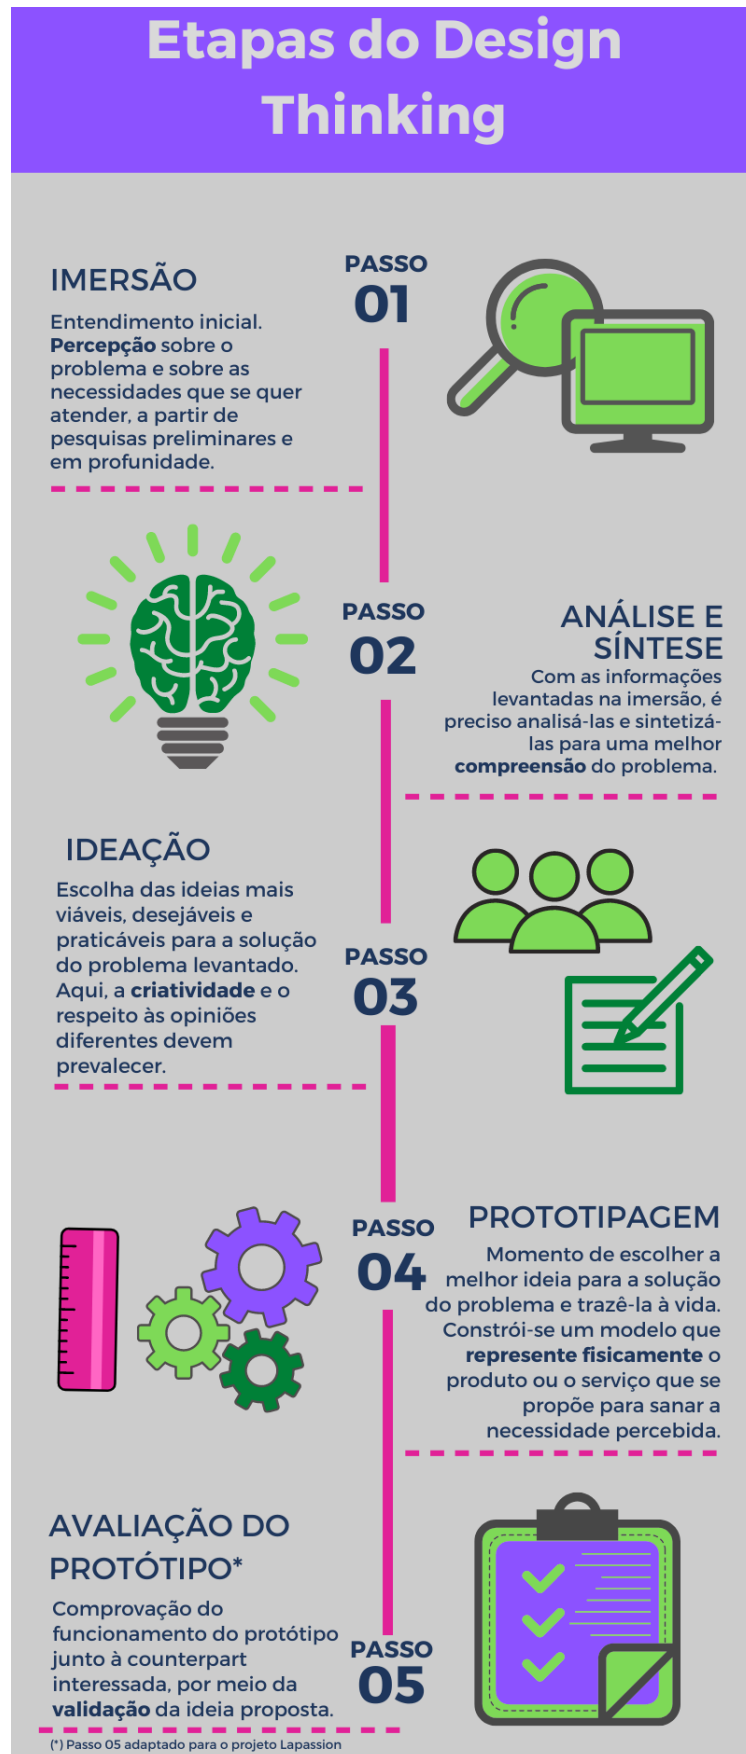 Etapas do Design
Thinking
PASSO
01
IMERSÃO
Entendimento inicial.
Percepção sobre o
problema e sobre as
necessidades que se quer
atender, a partir de
pesquisas preliminares e
em profunidade.
PASSO
02
ANÁLISE E
SÍNTESE
Com as informações
levantadas na imersão, é
preciso analisá-las e sintetizá-
las para uma melhor
compreensão do problema.
PASSO
03
IDEAÇÃO
Escolha das ideias mais
viáveis, desejáveis e
praticáveis para a solução
do problema levantado.
Aqui, a criatividade e o
respeito às opiniões
diferentes devem
prevalecer.
PASSO
04
PROTOTIPAGEM
Momento de escolher a
melhor ideia para a solução
do problema e trazê-la à vida.
Constrói-se um modelo que
represente fisicamente o
produto ou o serviço que se
propõe para sanar a
necessidade percebida.
PASSO
05
AVALIAÇÃO DO
PROTÓTIPO*
Comprovação do
funcionamento do protótipo
junto à counterpart
interessada, por meio da
validação da ideia proposta.
(*) Passo 05 adaptado para o projeto Lapassion